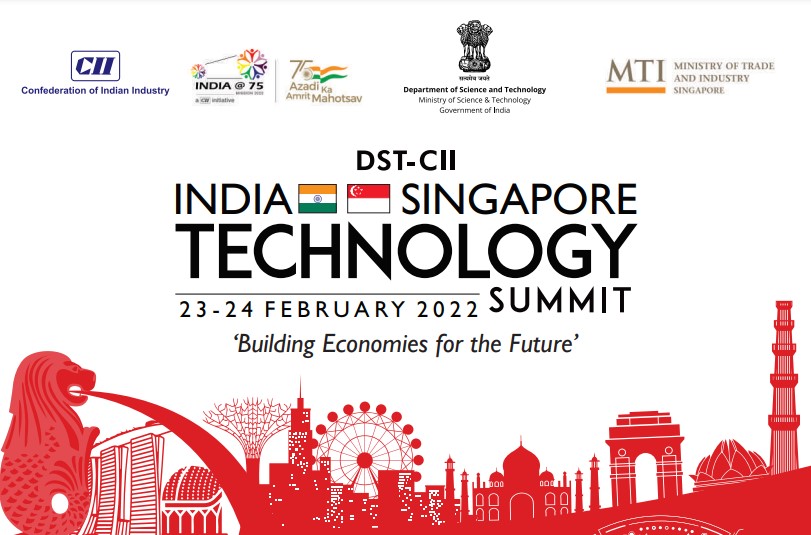 CII
Confederation of Indian Industry
INDIA @ 75
a CII initiative
75
Azadi Ka
Amrit Mahotsav
सत्यमेव जयते
Department of Science and Technology
Ministry of Science & Technology
Government of India
MTI
MINISTRY OF TRADE
AND INDUSTRY
SINGAPORE
DST-CII
INDIA SINGAPORE
TECHNOLOGY
SUMMIT
23-24 FEBRUARY 2022
‘Building Economies for the Future’